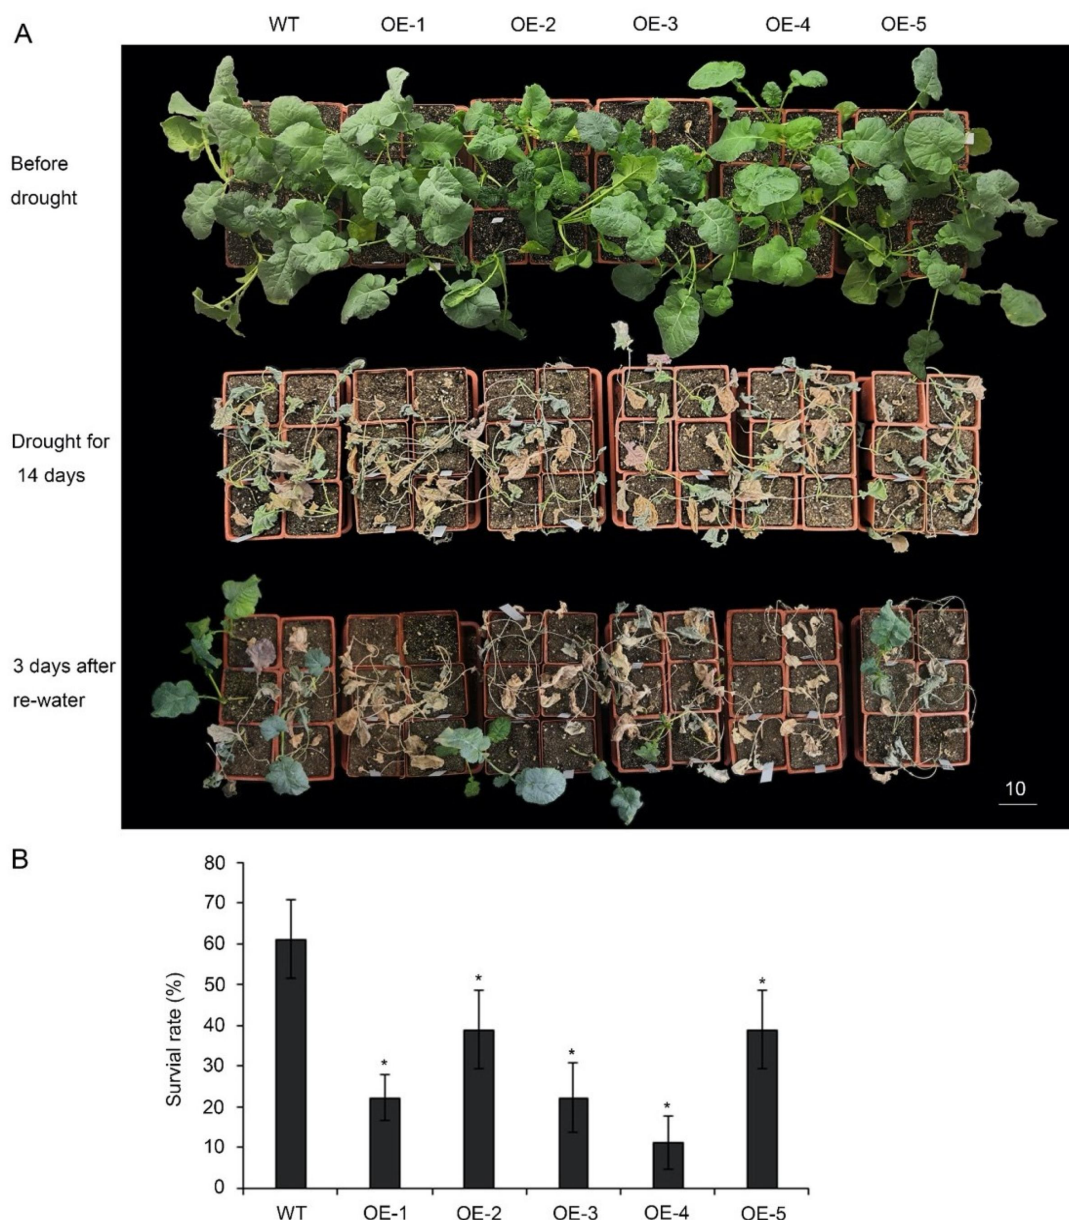 A
WT OE-1 OE-2 OE-3 OE-4 OE-5
Before
drought
Drought for
14 days
3 days after
re-water
10
B
80
70
60
50
40
30
20
10
0
Survial rate (%)
*
*
*
*
*
WT OE-1 OE-2 OE-3 OE-4 OE-5